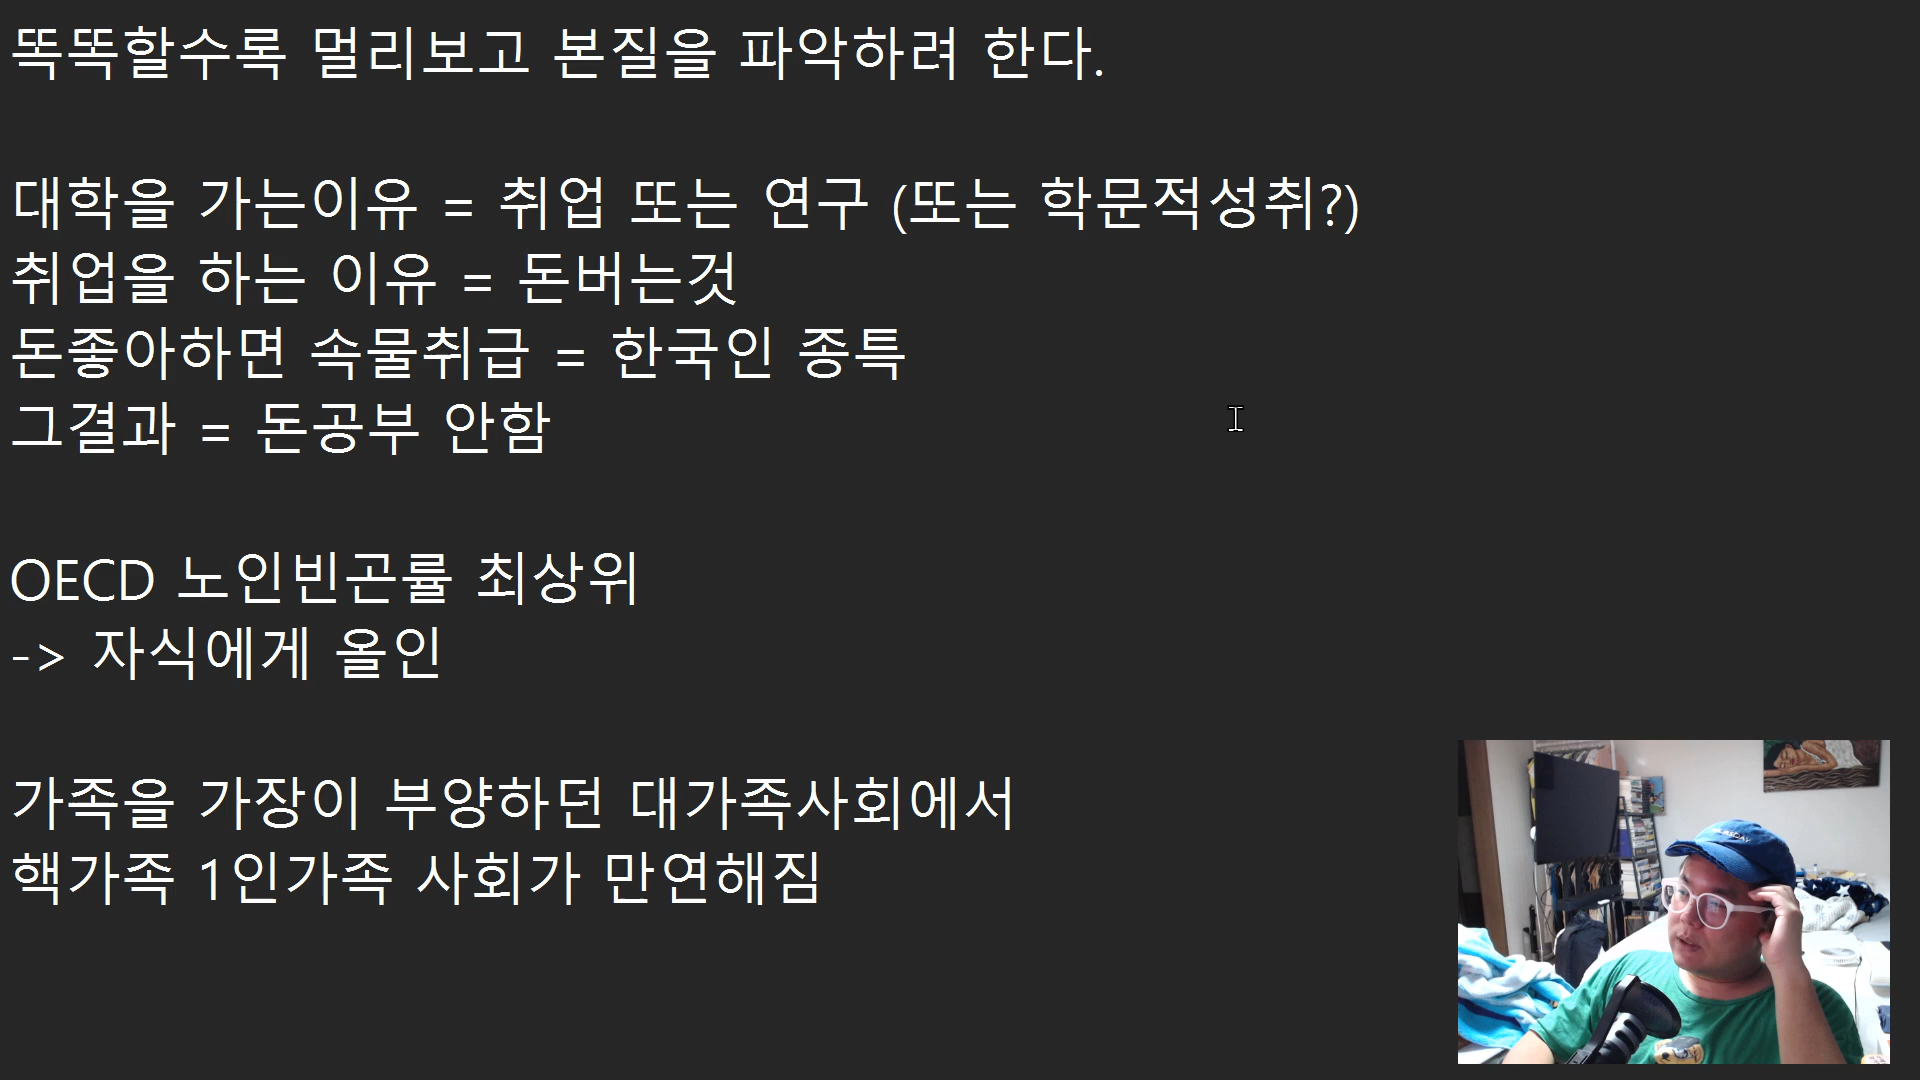 똑똑할수록 멀리보고 본질을 파악하려 한다.
대학을 가는이유 = 취업 또는 연구 (또는 학문적성취?)
취업을 하는 이유 = 돈버는것
돈좋아하면 속물취급 = 한국인 종특
그결과 = 돈공부 안함
OECD 노인빈곤률 최상위
-> 자식에게 올인
가족을 가장이 부양하던 대가족사회에서
핵가족 1인가족 사회가 만연해짐